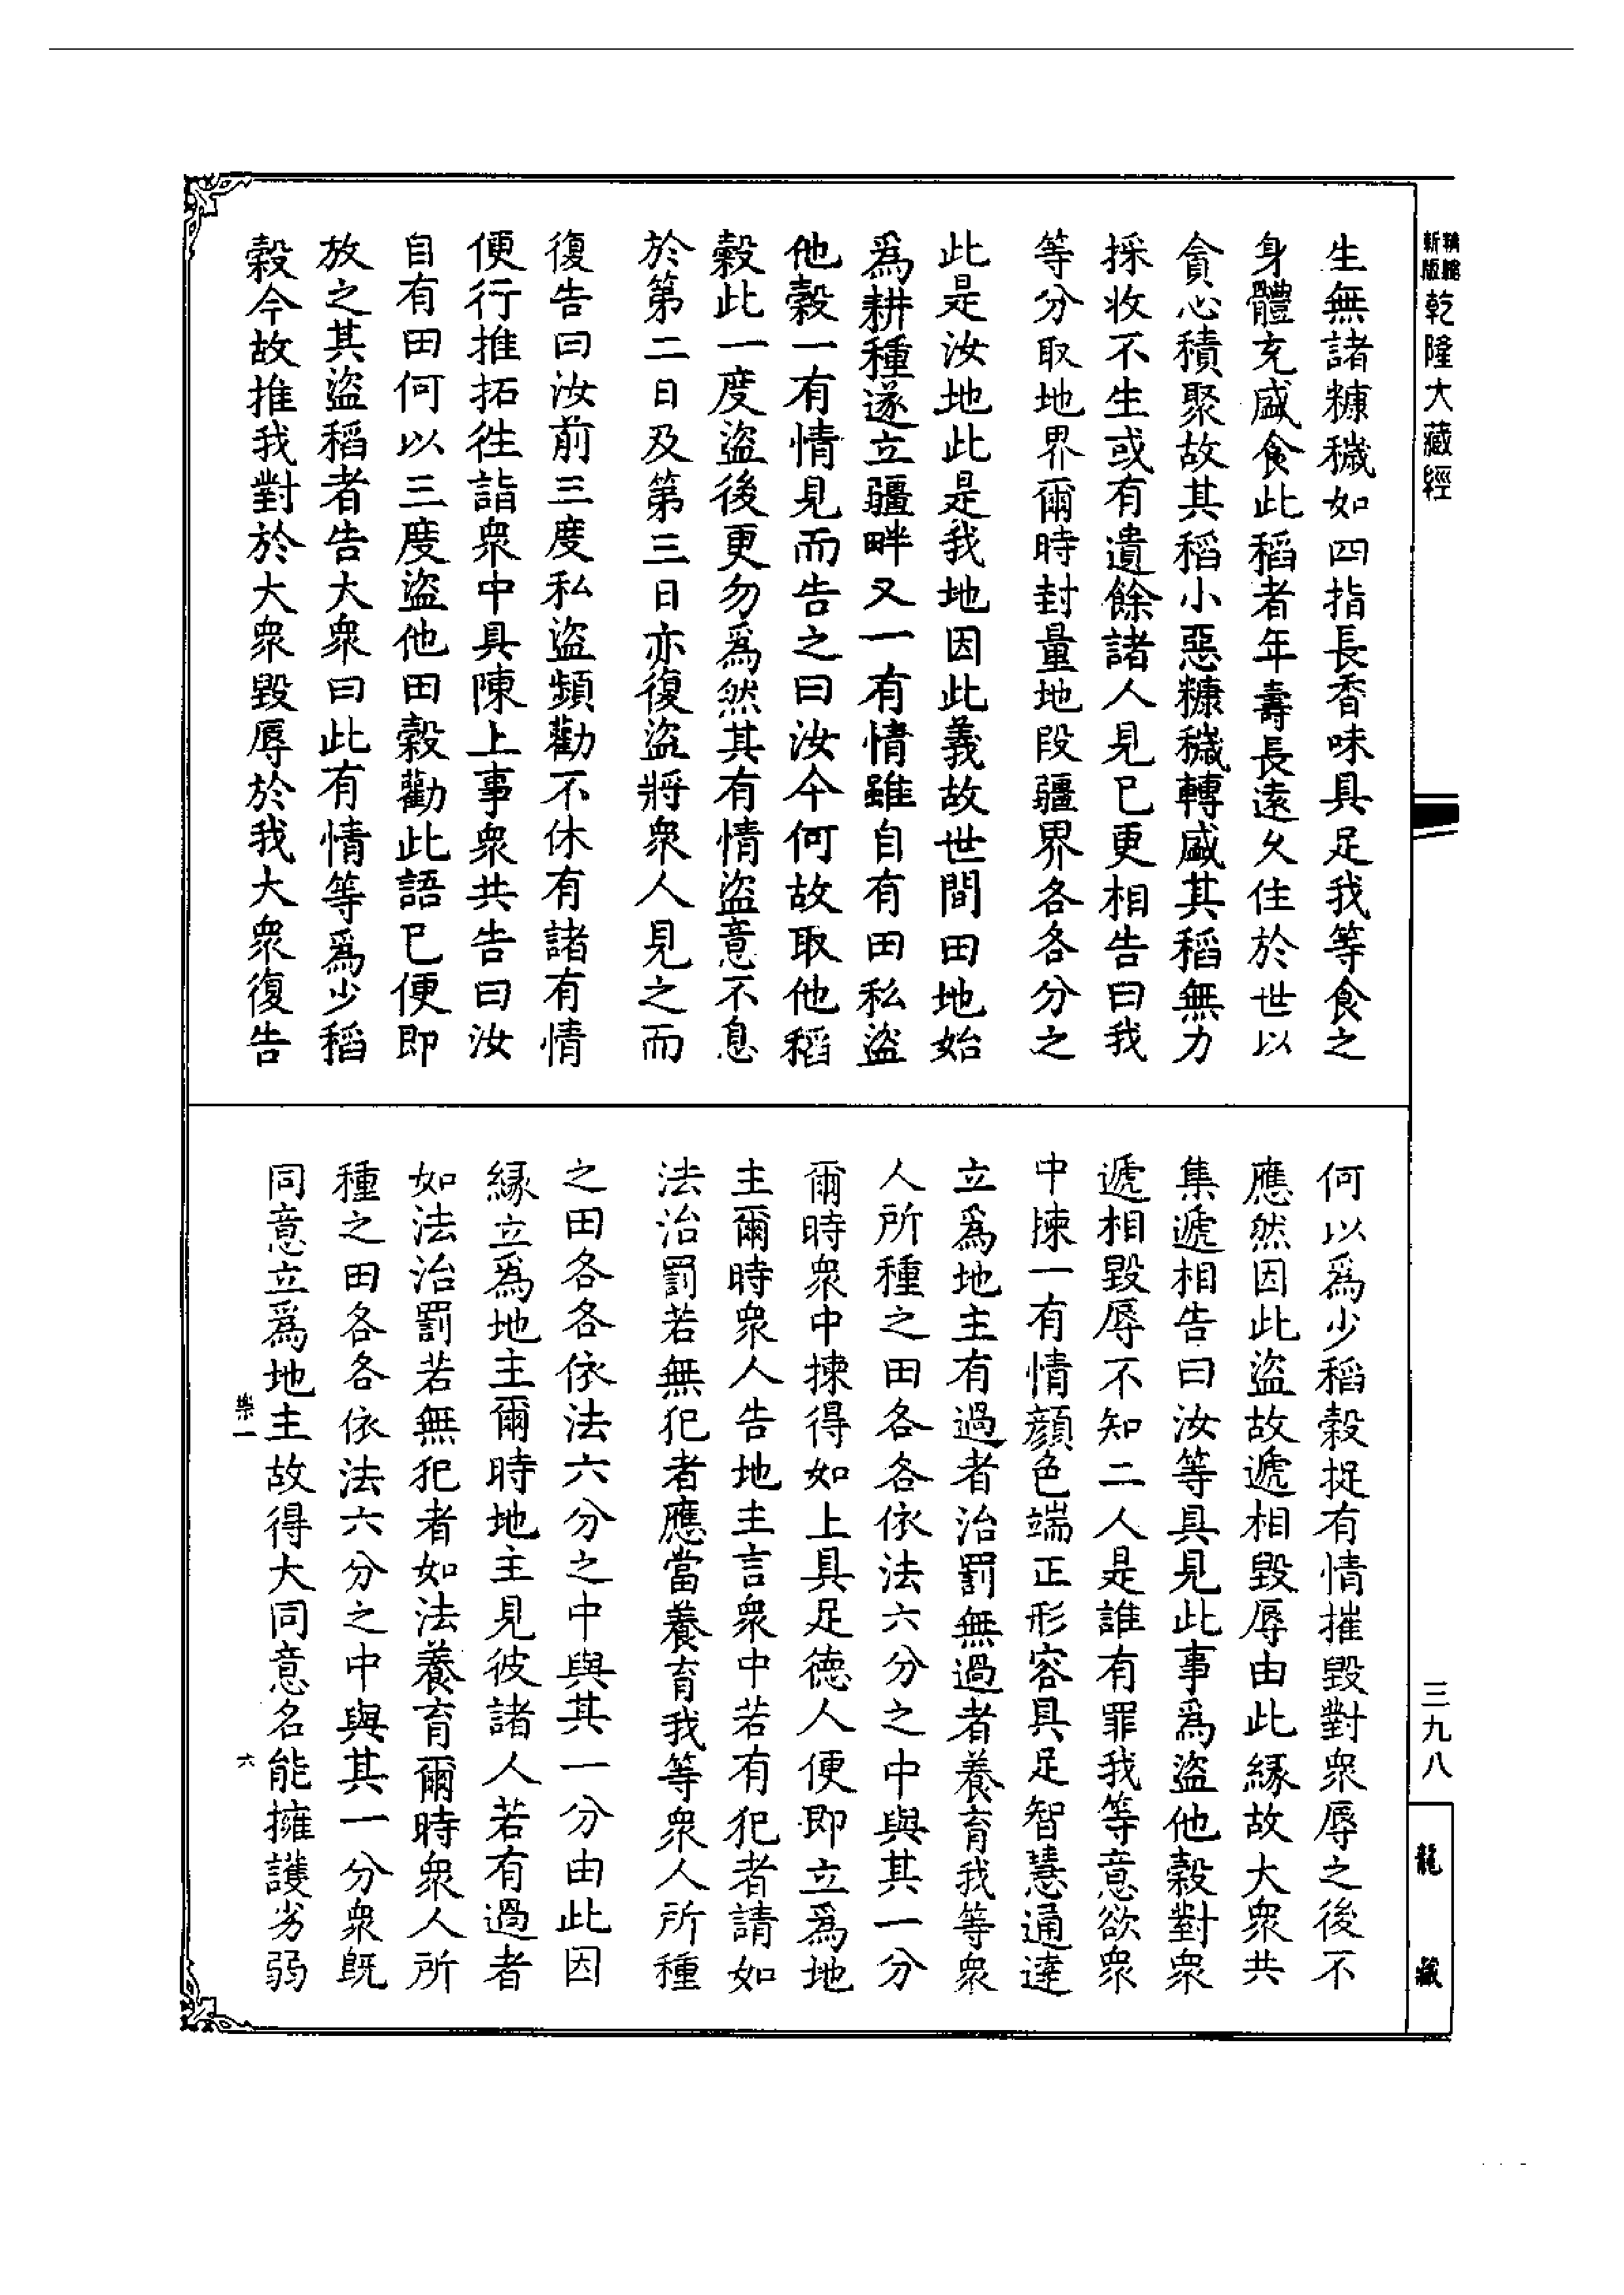 新版
乾隆大藏經
生無諸糠穢如四指長香味具足我等食之
身體充盛食此稻者年壽長遠久住於世以
貪心積聚故其稻小惡糠穢轉盛其稻無力
採收不生或有遺餘諸人見已更相告曰我
等分取地界爾時封量地段疆界各各分之
此是汝地此是我地因此義故世間田地始
為耕種遂立疆畔又一有情雖自有田私盜
他穀一有情見而告之曰汝今何故取他稻
穀此一度盜後更勿為然其有情盜意不息
於第二日及第三日亦復盜將衆人見之而
復告曰汝前三度私盜頻勸不休有諸有情
便行推拓徃詣衆中具陳上事衆共告曰汝
自有田何以三度盜他田穀勸此語已便即
放之其盜稻者告大衆曰此有情等為少稻
穀今故推我對於大衆毀辱於我大衆復告
何以為少稻穀捉有情摧毀對衆辱之後不
應然因此盜故遞相毀辱由此緣故大衆共
集遞相告曰汝等具見此事為盜他穀對衆
遞相毀辱不知二人是誰有罪我等意欲衆
中揀一有情顏色端正形容具足智慧通達
立為地主有過者治罰無過者養育我等衆
人所種之田各各依法六分之中與其一分
爾時衆中揀得如上具足德人便即立為地
主爾時衆人告地主言衆中若有犯者請如
法治罰若無犯者應當養育我等衆人所種
之田各各依法六分之中與其一分由此因
緣立為地主爾時地主見彼諸人若有過者
如法治罰若無犯者如法養育爾時衆人所
種之田各各依法六分之中與其一分衆既
同意立為地主故得大同意名能擁護劣弱
樂一
六
三九八
龍藏